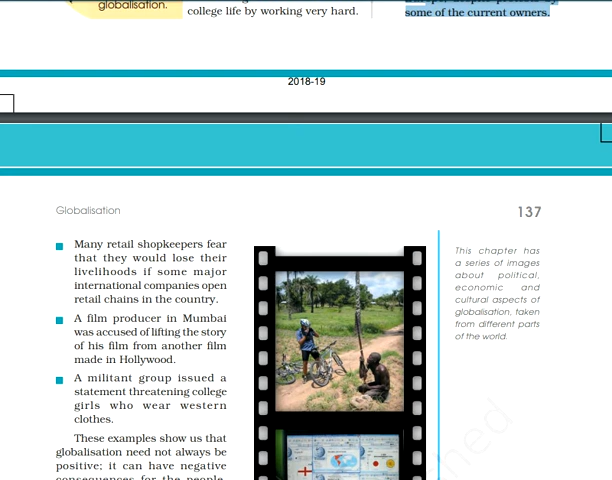 globalisation.
college life by working very hard.
some of the current owners.
2018-19
Globalisation
137
Many retail shopkeepers fear
that they would lose their
livelihoods if some major
international companies open
retail chains in the country.
A film producer in Mumbai
was accused of lifting the story
of his film from another film
made in Hollywood.
A militant group issued a
statement threatening college
girls who wear western
clothes.
These examples show us that
globalisation need not always be
positive; it can have negative
consequences for the people.
This chapter has
a series of images
about political,
economic and
cultural aspects of
globalisation, taken
from different parts
of the world.